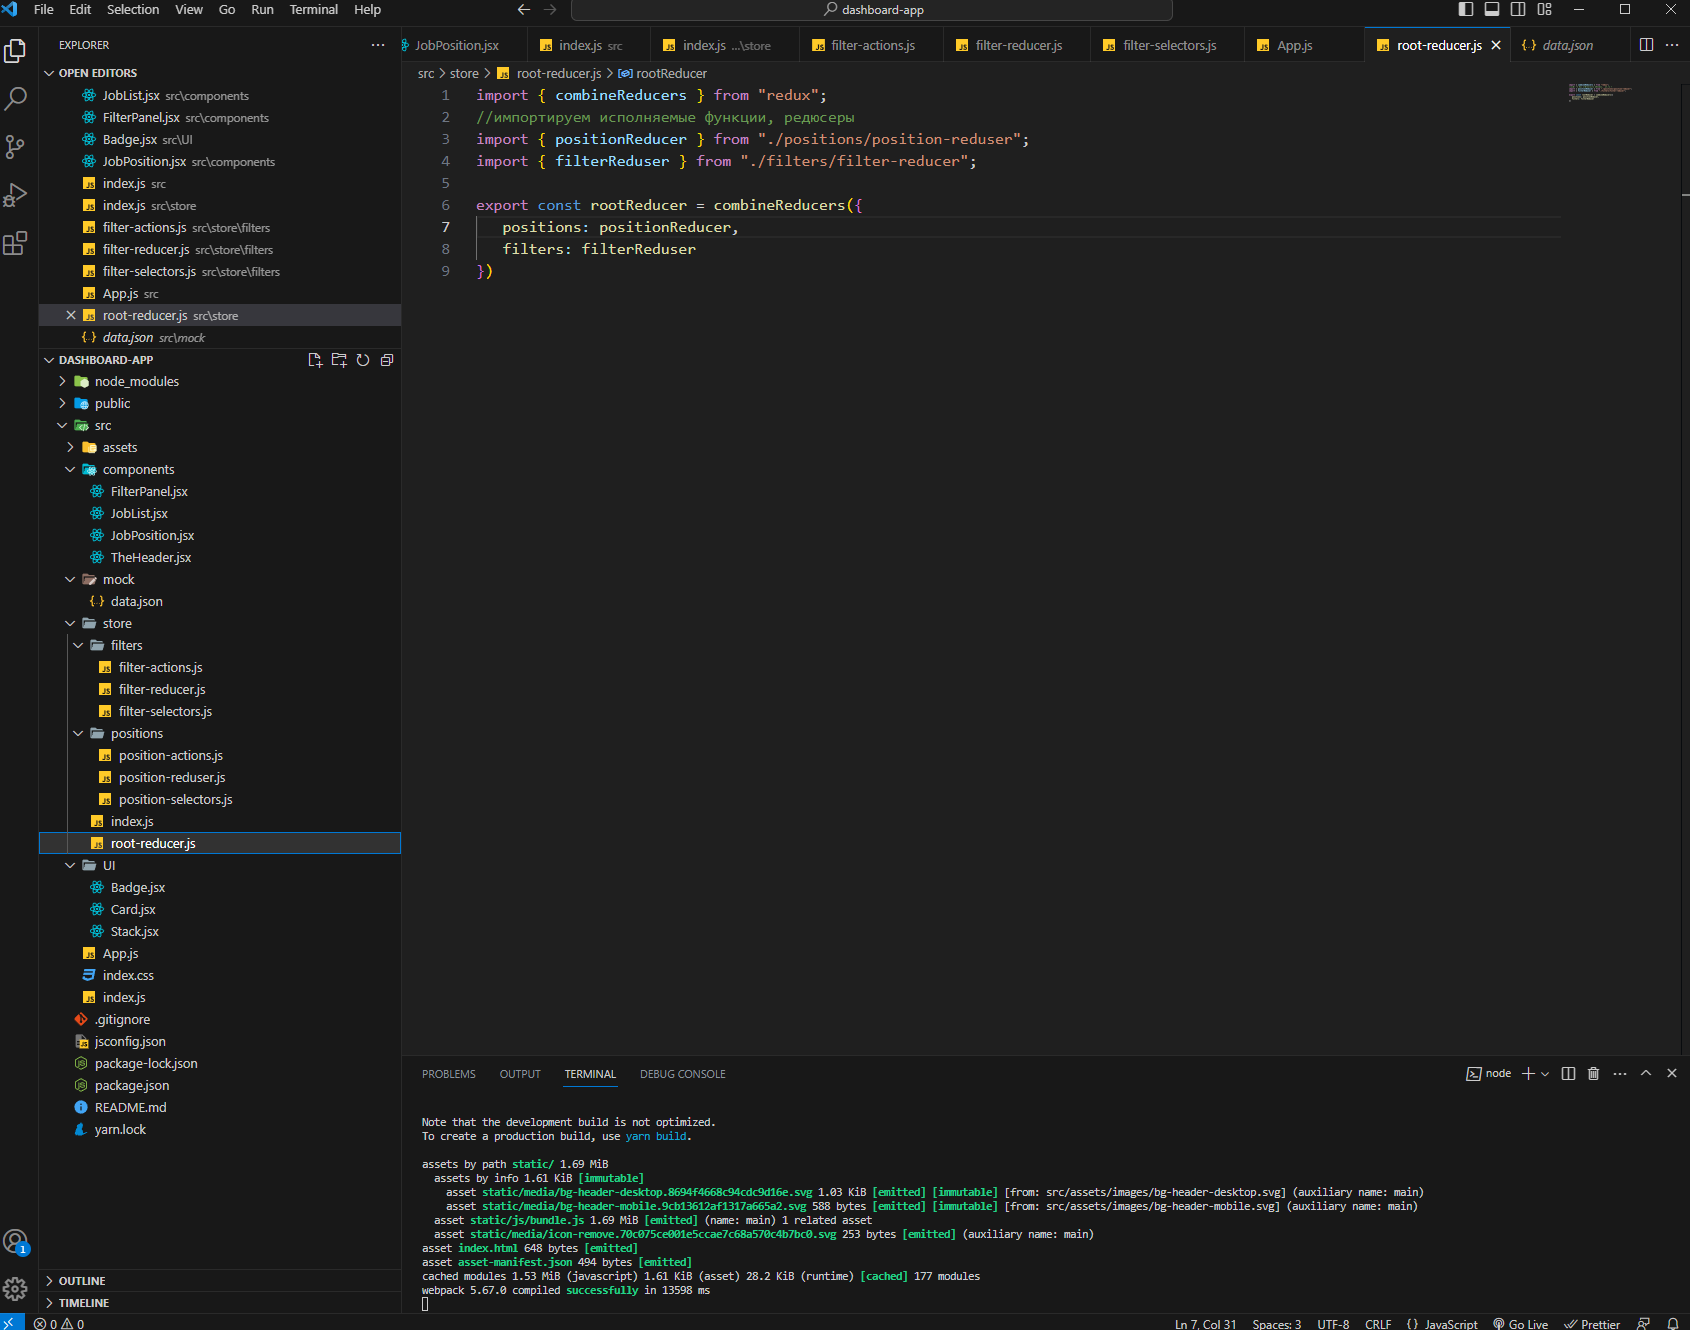 File Edit Selection View Go Run Terminal Help
dashboard-app
EXPLORER
JobPosition.jsx
index.js src
index.js ...\store
filter-actions.js
filter-reducer.js
filter-selectors.js
App.js
root-reducer.js
data.json
OPEN EDITORS
JobList.jsx src\components
FilterPanel.jsx src\components
Badge.jsx src\UI
JobPosition.jsx src\components
index.js src
index.js src\store
filter-actions.js src\store\filters
filter-reducer.js src\store\filters
filter-selectors.js src\store\filters
App.js src
root-reducer.js src\store
data.json src\mock
DASHBOARD-APP
node_modules
public
src
assets
components
FilterPanel.jsx
JobList.jsx
JobPosition.jsx
TheHeader.jsx
mock
data.json
store
filters
filter-actions.js
filter-reducer.js
filter-selectors.js
positions
position-actions.js
position-reduser.js
position-selectors.js
index.js
root-reducer.js
UI
Badge.jsx
Card.jsx
Stack.jsx
App.js
index.css
index.js
.gitignore
jsconfig.json
package-lock.json
package.json
README.md
yarn.lock
OUTLINE
TIMELINE
src > store > root-reducer.js > rootReducer
1 import { combineReducers } from "redux";
2 //импортируем исполняемые функции, редюсеры
3 import { positionReducer } from "./positions/position-reduser";
4 import { filterReduser } from "./filters/filter-reducer";
5
6 export const rootReducer = combineReducers({
7 positions: positionReducer,
8 filters: filterReduser
9 })
PROBLEMS OUTPUT TERMINAL DEBUG CONSOLE
node
Note that the development build is not optimized.
To create a production build, use yarn build.
assets by path static/ 1.69 MiB
assets by info 1.61 KiB [immutable]
asset static/media/bg-header-desktop.8694f4668c94cdc9d16e.svg 1.03 KiB [emitted] [immutable] [from: src/assets/images/bg-header-desktop.svg] (auxiliary name: main)
asset static/media/bg-header-mobile.9cb13612af1317a665a2.svg 588 bytes [emitted] [immutable] [from: src/assets/images/bg-header-mobile.svg] (auxiliary name: main)
asset static/js/bundle.js 1.69 MiB [emitted] (name: main) 1 related asset
asset static/media/icon-remove.70c075ce001e5ccae7c68a570c4b7bc0.svg 253 bytes [emitted] (auxiliary name: main)
asset index.html 648 bytes [emitted]
asset asset-manifest.json 494 bytes [emitted]
cached modules 1.53 MiB (javascript) 1.61 KiB (asset) 28.2 KiB (runtime) [cached] 177 modules
webpack 5.67.0 compiled successfully in 13598 ms
1
0 0
Ln 7, Col 31 Spaces: 3 UTF-8 CRLF {} JavaScript Go Live Prettier